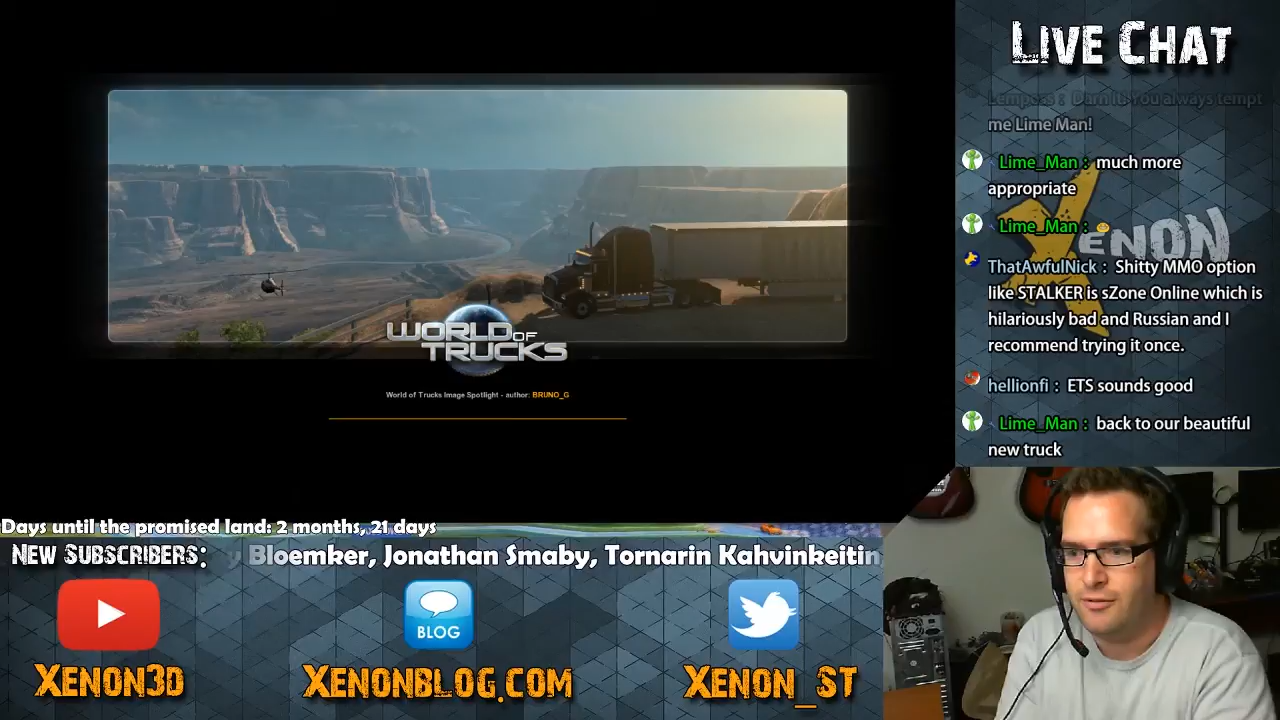 LIVE CHAT
Lempens : Darn it! You always tempt
me Lime Man!
Lime_Man : much more
appropriate
Lime_Man :
XENON
ThatAwfulNick : Shitty MMO option
like STALKER is sZone Online which is
hilariously bad and Russian and I
recommend trying it once.
hellionfi : ETS sounds good
Lime_Man : back to our beautiful
new truck
WORLD OF
TRUCKS
World of Trucks Image Spotlight - author: BRUNO_G
Days until the promised land: 2 months, 21 days
NEW SUBSCRIBERS: y Bloemker, Jonathan Smaby, Tornarin Kahvinkeitin
BLOG
XENON3D
XENONBLOG.COM
XENON_ST